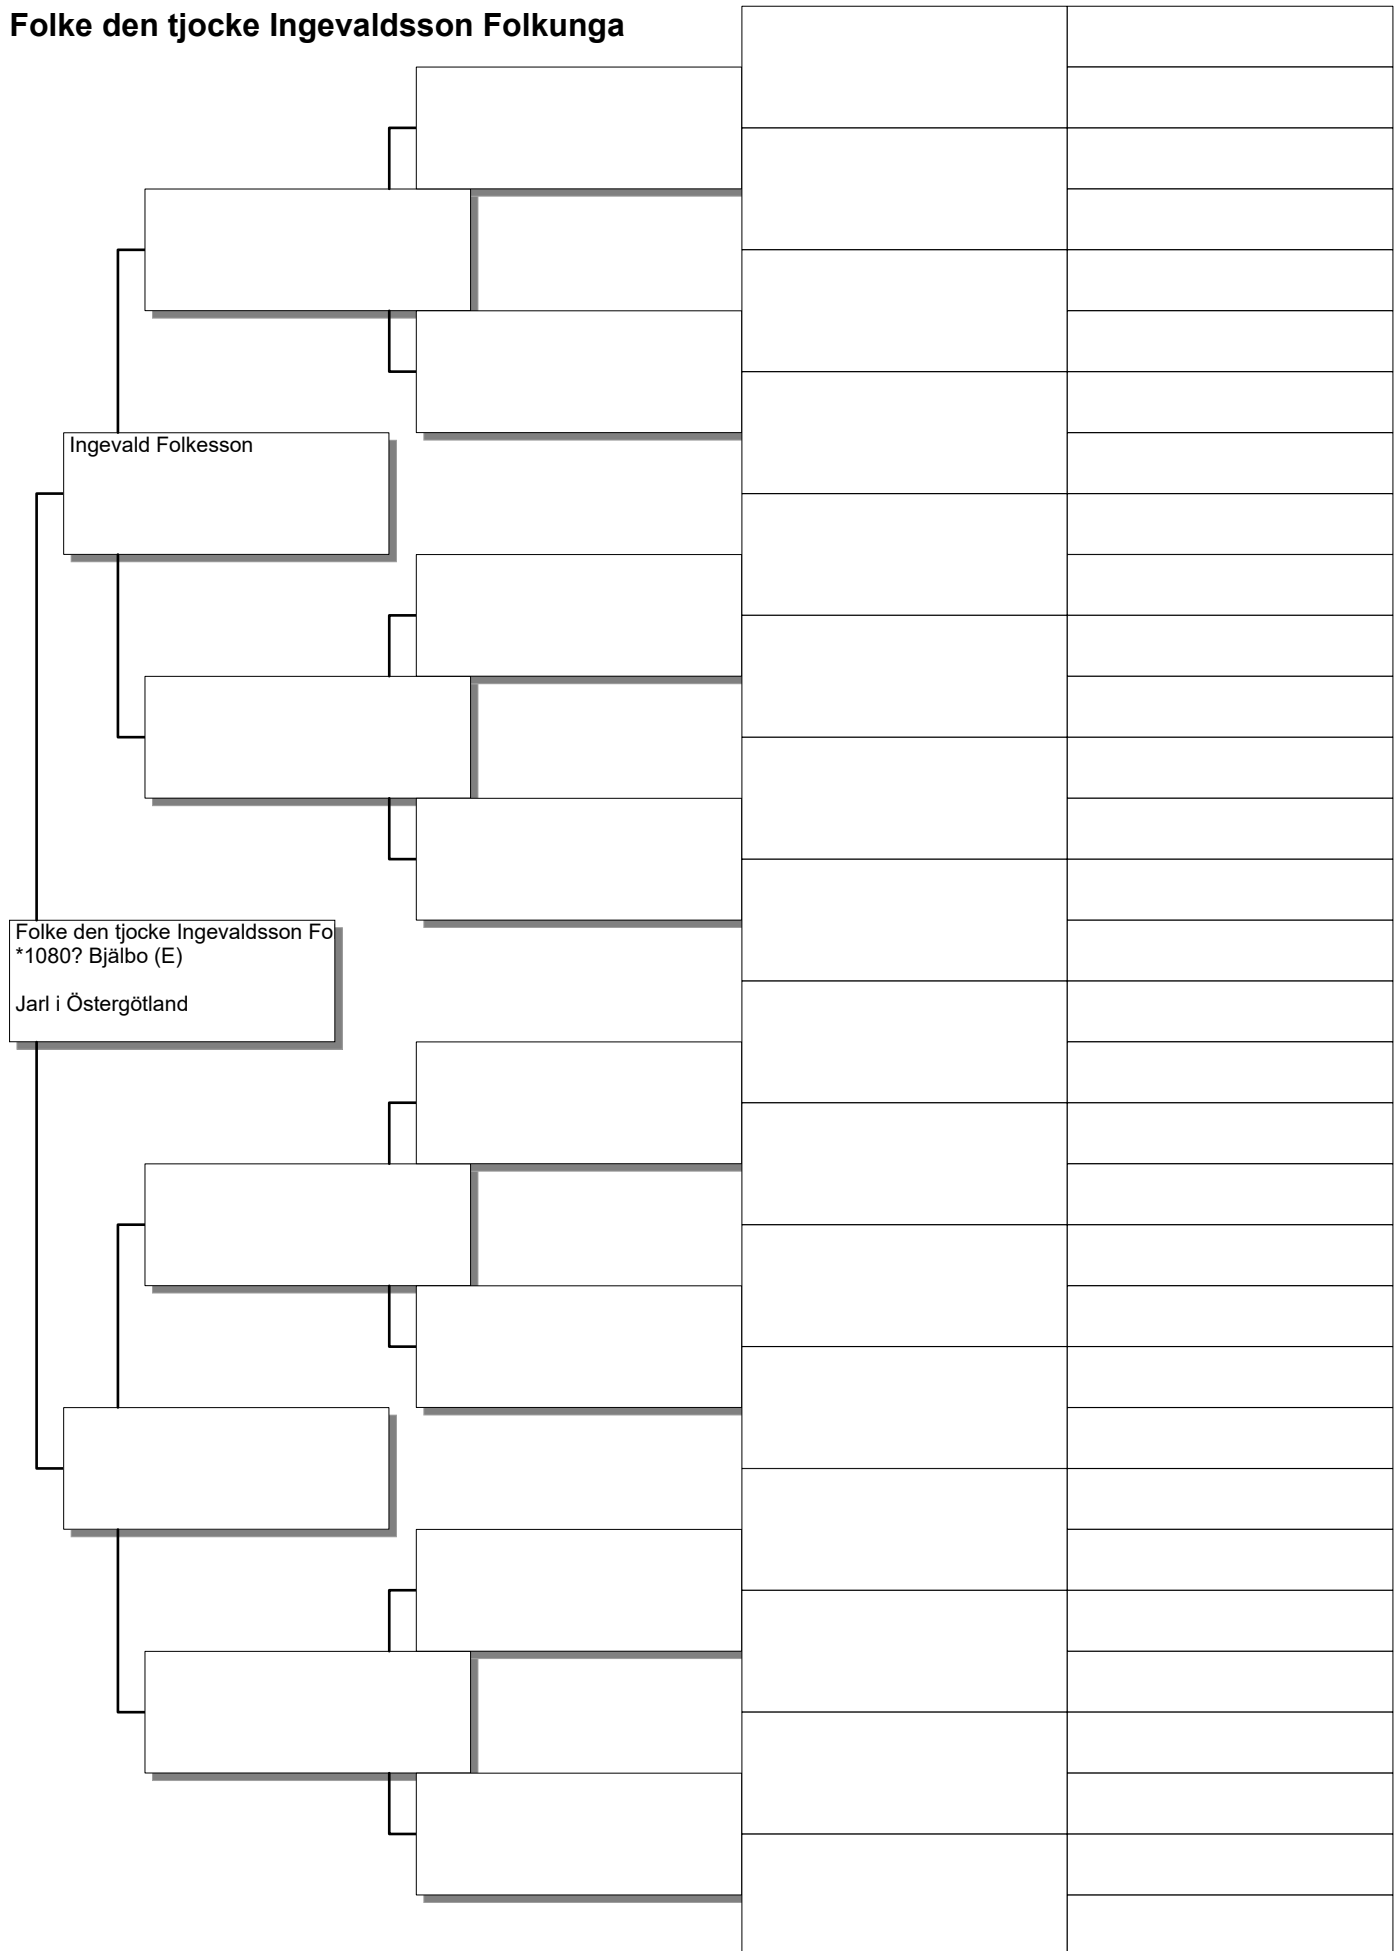 Folke den tjocke Ingevaldsson Folkunga
Ingevald Folkesson
Folke den tjocke Ingevaldsson Fo
*1080? Bjälbo (E)
Jarl i Östergötland